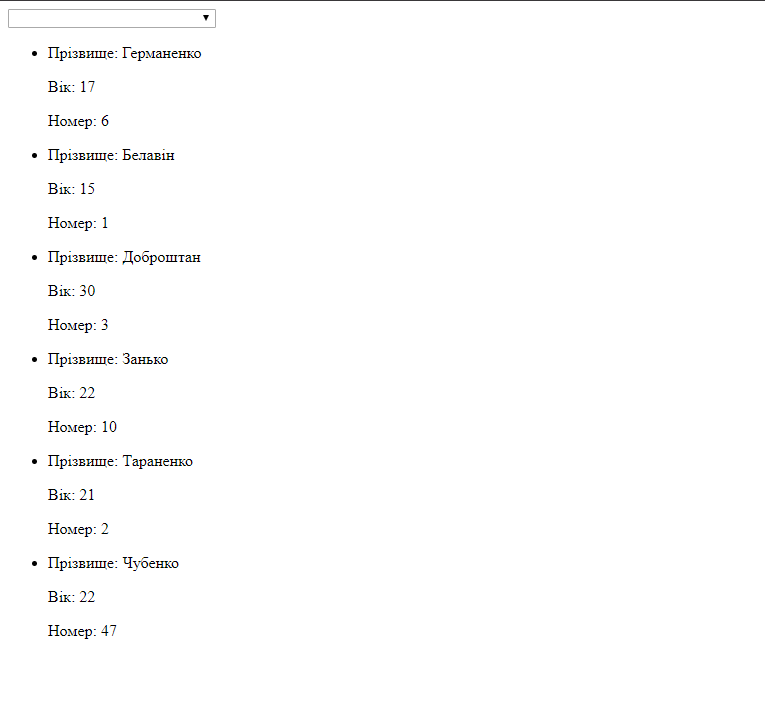 Прізвище: Германенко
Вік: 17
Номер: 6
Прізвище: Белавін
Вік: 15
Номер: 1
Прізвище: Доброштан
Вік: 30
Номер: 3
Прізвище: Занько
Вік: 22
Номер: 10
Прізвище: Тараненко
Вік: 21
Номер: 2
Прізвище: Чубенко
Вік: 22
Номер: 47